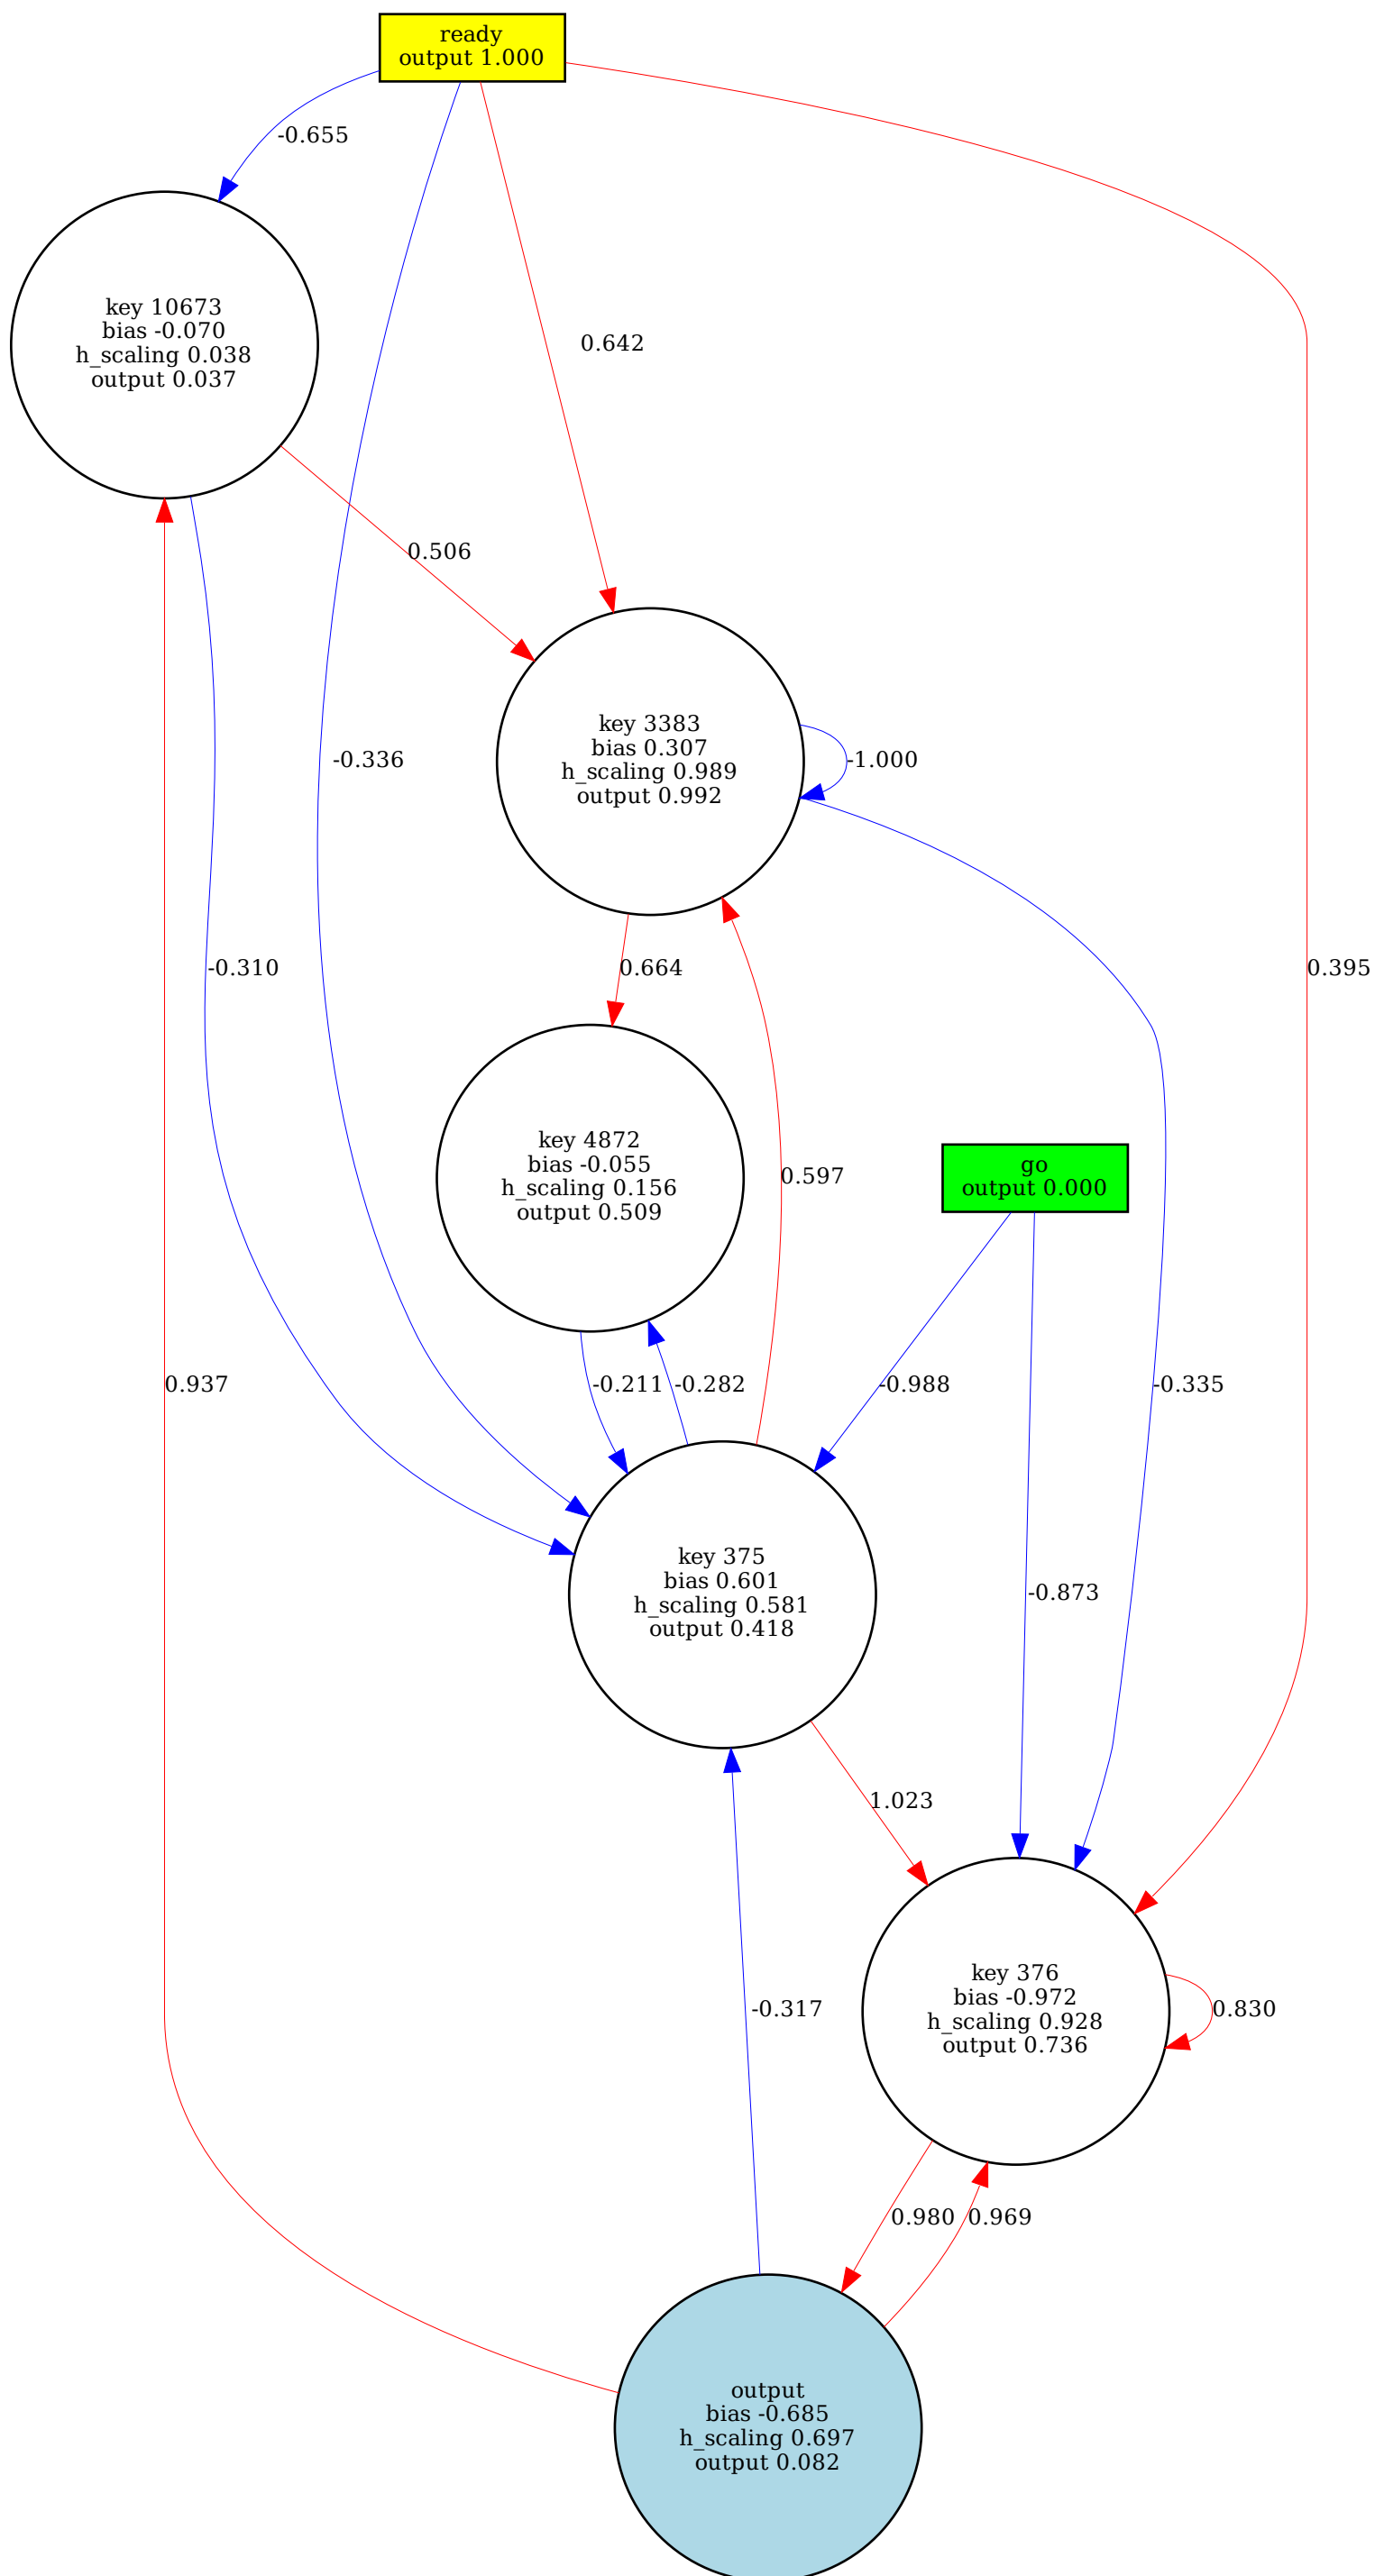 ready
output 1.000
-0.655
key 10673
bias -0.070
h_scaling 0.038
output 0.037
0.642
0.506
key 3383
bias 0.307
h_scaling 0.989
output 0.992
-0.336
-1.000
-0.310
0.664
0.395
key 4872
bias -0.055
h_scaling 0.156
output 0.509
0.597
go
output 0.000
0.937
-0.211
-0.282
-0.988
-0.335
key 375
bias 0.601
h_scaling 0.581
output 0.418
-0.873
1.023
key 376
bias -0.972
h_scaling 0.928
output 0.736
-0.317
0.830
0.980
0.969
output
bias -0.685
h_scaling 0.697
output 0.082